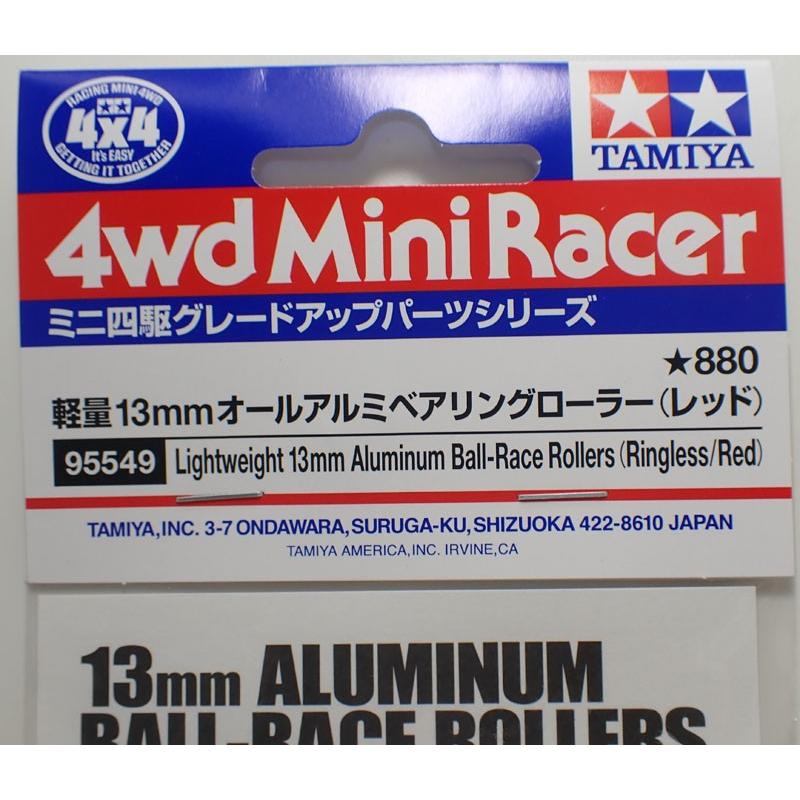 RACING MINI 4WD
4x4
It's EASY
GETTING IT TOGETHER
TAMIYA
4wd Mini Racer
ミニ四駆グレードアップパーツシリーズ
★880
軽量13mmオールアルミベアリングローラー(レッド)
95549 Lightweight 13mm Aluminum Ball-Race Rollers (Ringless/Red)
TAMIYA,INC. 3-7 ONDAWARA, SURUGA-KU, SHIZUOKA 422-8610 JAPAN
TAMIYA AMERICA, INC. IRVINE, CA
13mm ALUMINUM
BALL-RACE ROLLERS